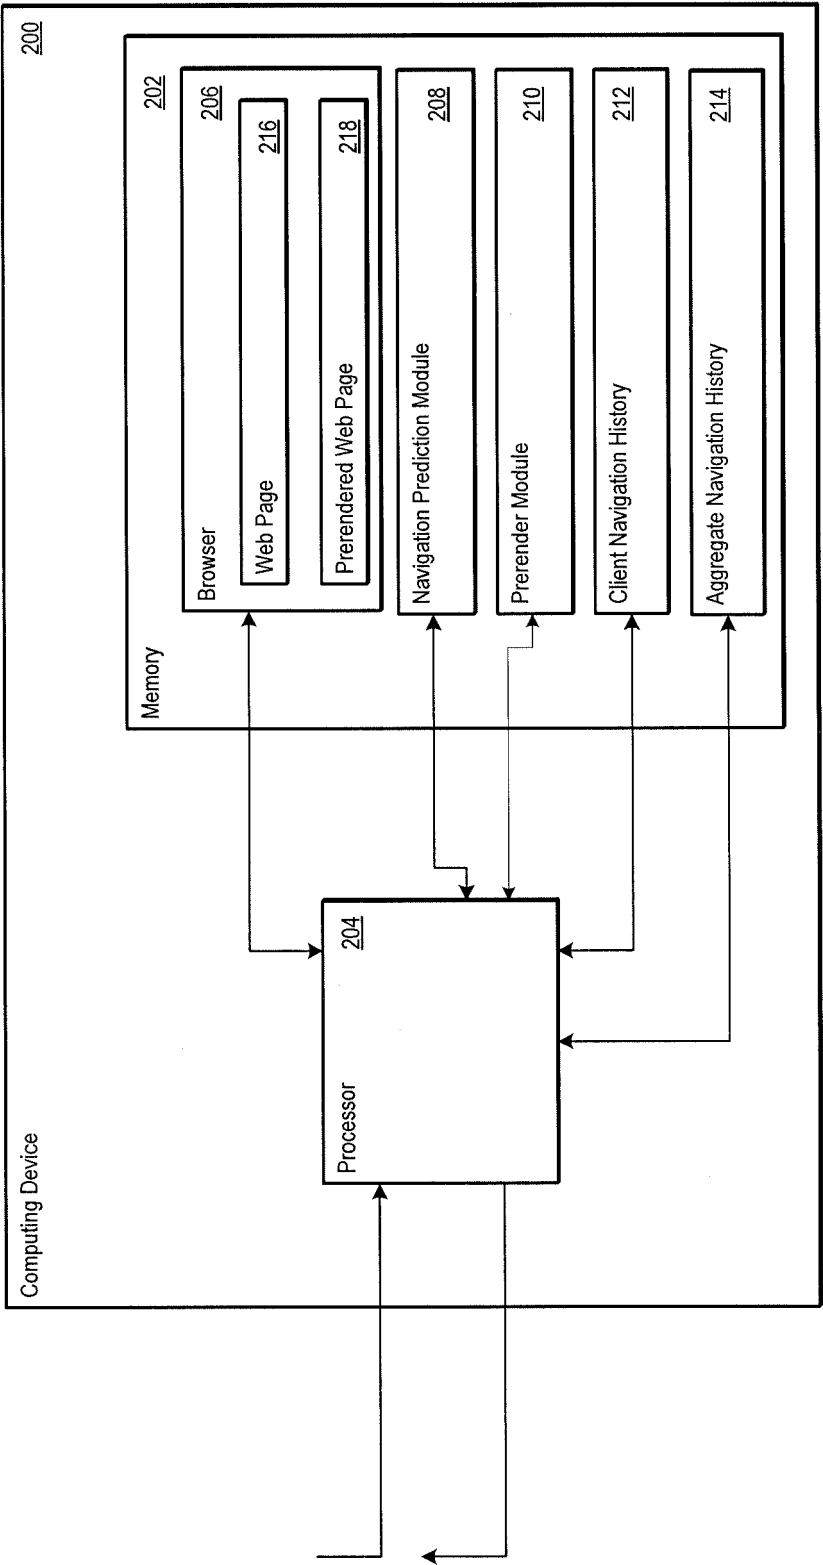 Computing Device
200
Memory
202
Browser
206
Web Page
216
Prerendered Web Page
218
Navigation Prediction Module
208
Prerender Module
210
Client Navigation History
212
Aggregate Navigation History
214
Processor
204